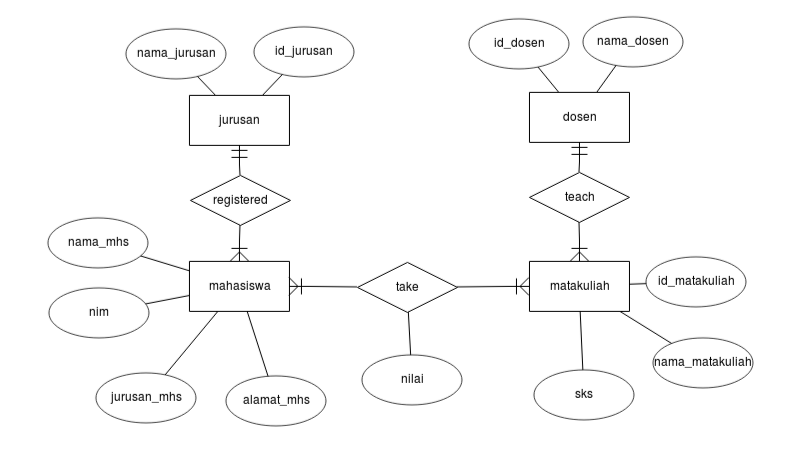 nama_jurusan
id_jurusan
id_dosen
nama_dosen
jurusan
dosen
registered
teach
nama_mhs
mahasiswa
take
matakuliah
id_matakuliah
nim
nama_matakuliah
nilai
jurusan_mhs
alamat_mhs
sks